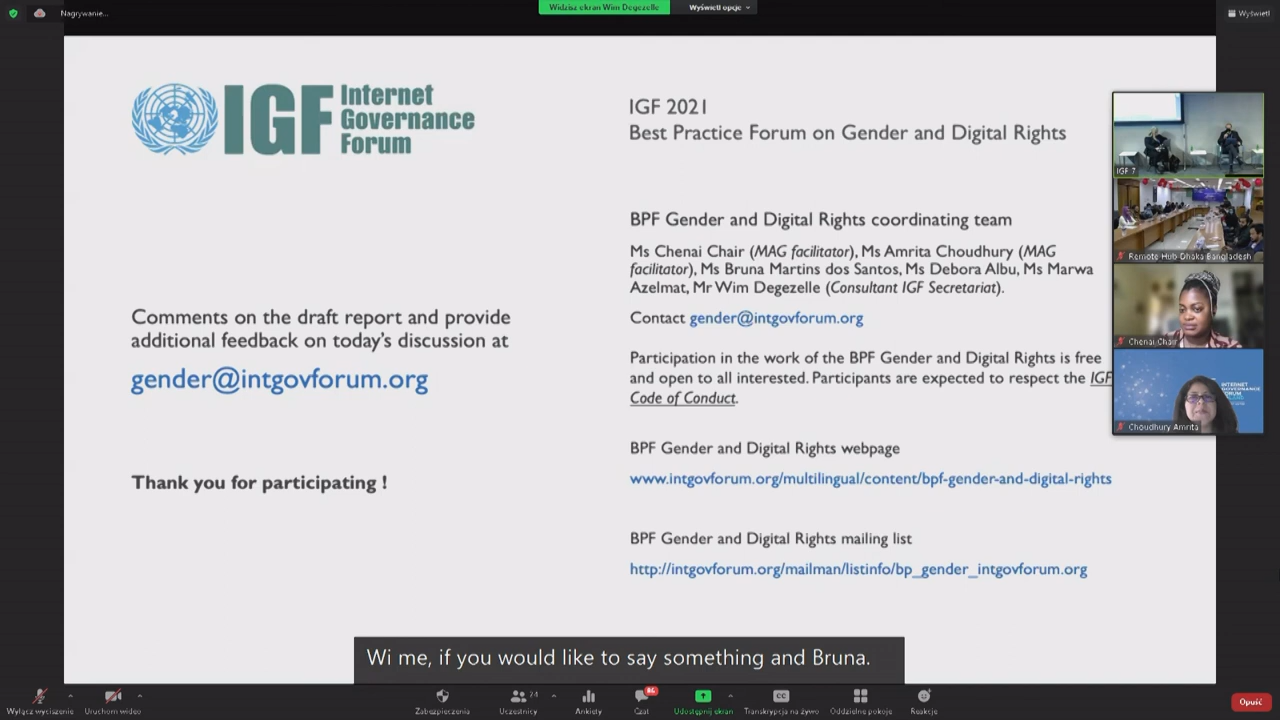 Nagrywanie...
Widzisz ekran Wim Degezelle
Wyświetl opcje
Wyświetl
IGF Internet
Governance
Forum
IGF 2021
Best Practice Forum on Gender and Digital Rights
BPF Gender and Digital Rights coordinating team
Ms Chenai Chair (MAG facilitator), Ms Amrita Choudhury (MAG
facilitator), Ms Bruna Martins dos Santos, Ms Debora Albu, Ms Marwa
Azelmat, Mr Wim Degezelle (Consultant IGF Secretariat).
Contact gender@intgovforum.org
Participation in the work of the BPF Gender and Digital Rights is free
and open to all interested. Participants are expected to respect the IGF
Code of Conduct.
BPF Gender and Digital Rights webpage
www.intgovforum.org/multilingual/content/bpf-gender-and-digital-rights
BPF Gender and Digital Rights mailing list
http://intgovforum.org/mailman/listinfo/bp_gender_intgovforum.org
Comments on the draft report and provide
additional feedback on today's discussion at
gender@intgovforum.org
Thank you for participating !
IGF 7
Remote Hub Dhaka Bangladesh
Chenai Chair
INTERNET
GOVERNANCE
FORUM
Choudhury Amrita
Wi me, if you would like to say something and Bruna.
Wyłącz wyciszenie
Uruchom wideo
Zabezpieczenia
24
Uczestnicy
Ankiety
86
Czat
Udostępnij ekran
CC
Transkrypcja na żywo
Oddzielne pokoje
Reakcje
Opuść